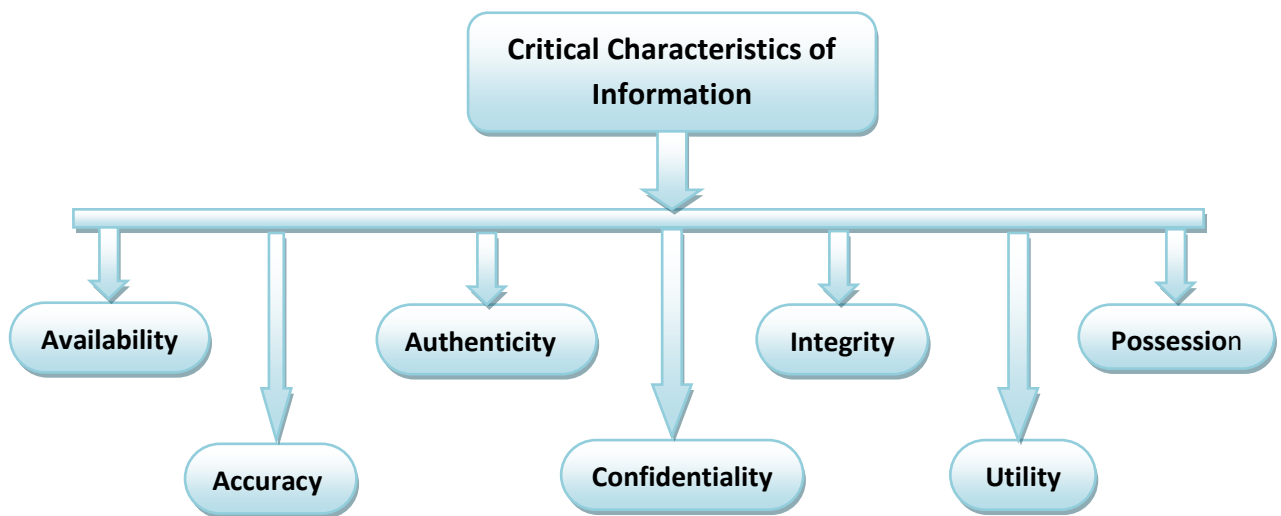 Critical Characteristics of
Information
Availability
Authenticity
Integrity
Possession
Accuracy
Confidentiality
Utility